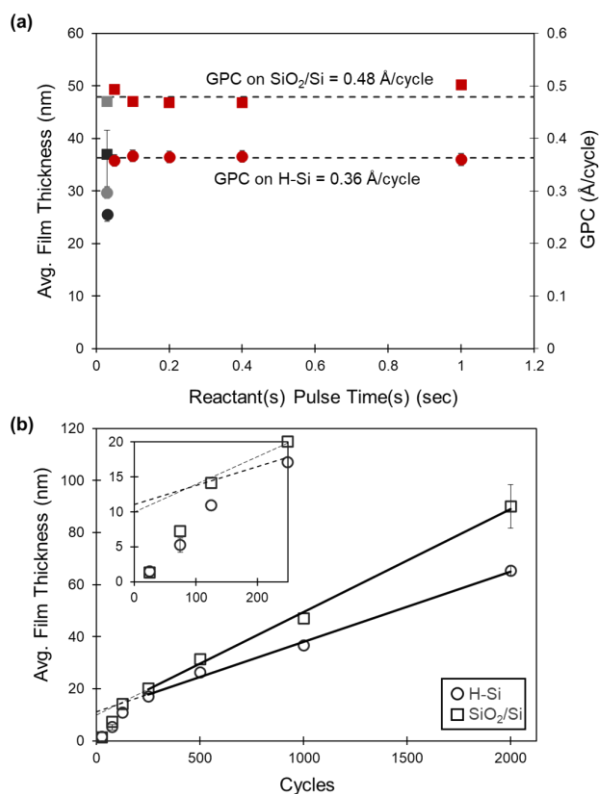 (a)
60
50
40
30
20
10
0
Avg. Film Thickness (nm)
GPC on SiO₂/Si = 0.48 Å/cycle
GPC on H-Si = 0.36 Å/cycle
0.6
0.5
0.4
0.3
0.2
0.1
0
GPC (Å/cycle)
0 0.2 0.4 0.6 0.8 1 1.2
Reactant(s) Pulse Time(s) (sec)
(b)
120
100
80
60
40
20
0
Avg. Film Thickness (nm)
20
15
10
5
0
0 100 200
H-Si
SiO₂/Si
0 500 1000 1500 2000
Cycles